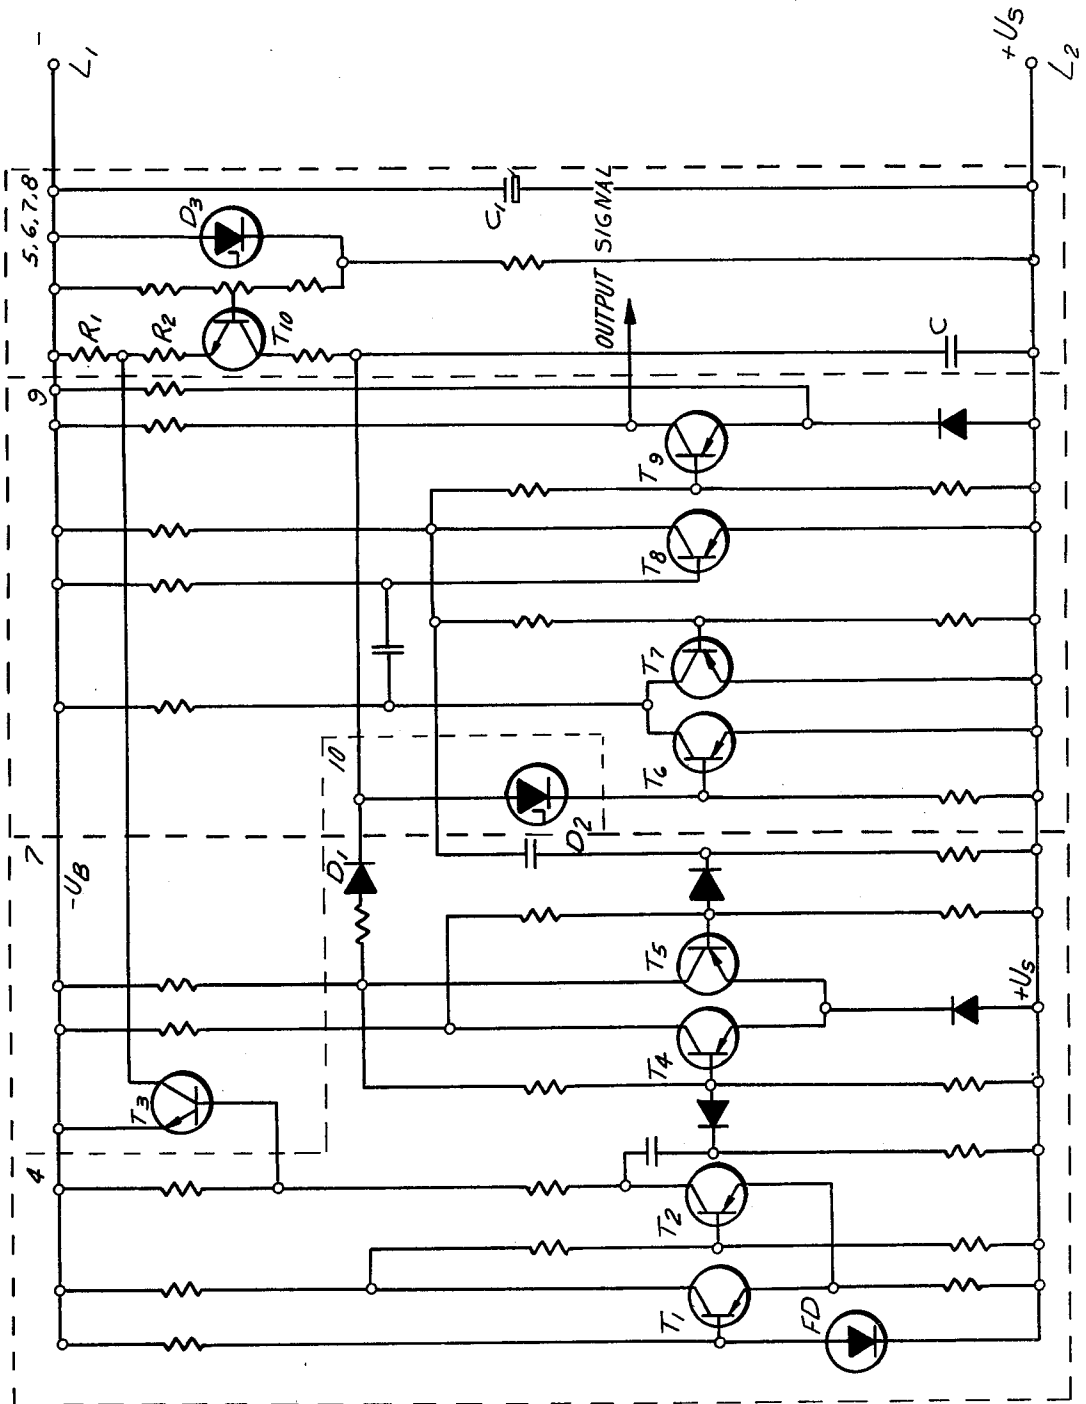 −
L1
+US
L2
5,6,7,8
D3
C1
R1
R2
T10
OUTPUT SIGNAL
C
9
T9
T8
T7
T6
10
D2
7
-UB
D1
T5
+US
T4
T3
4
T2
T1
FD